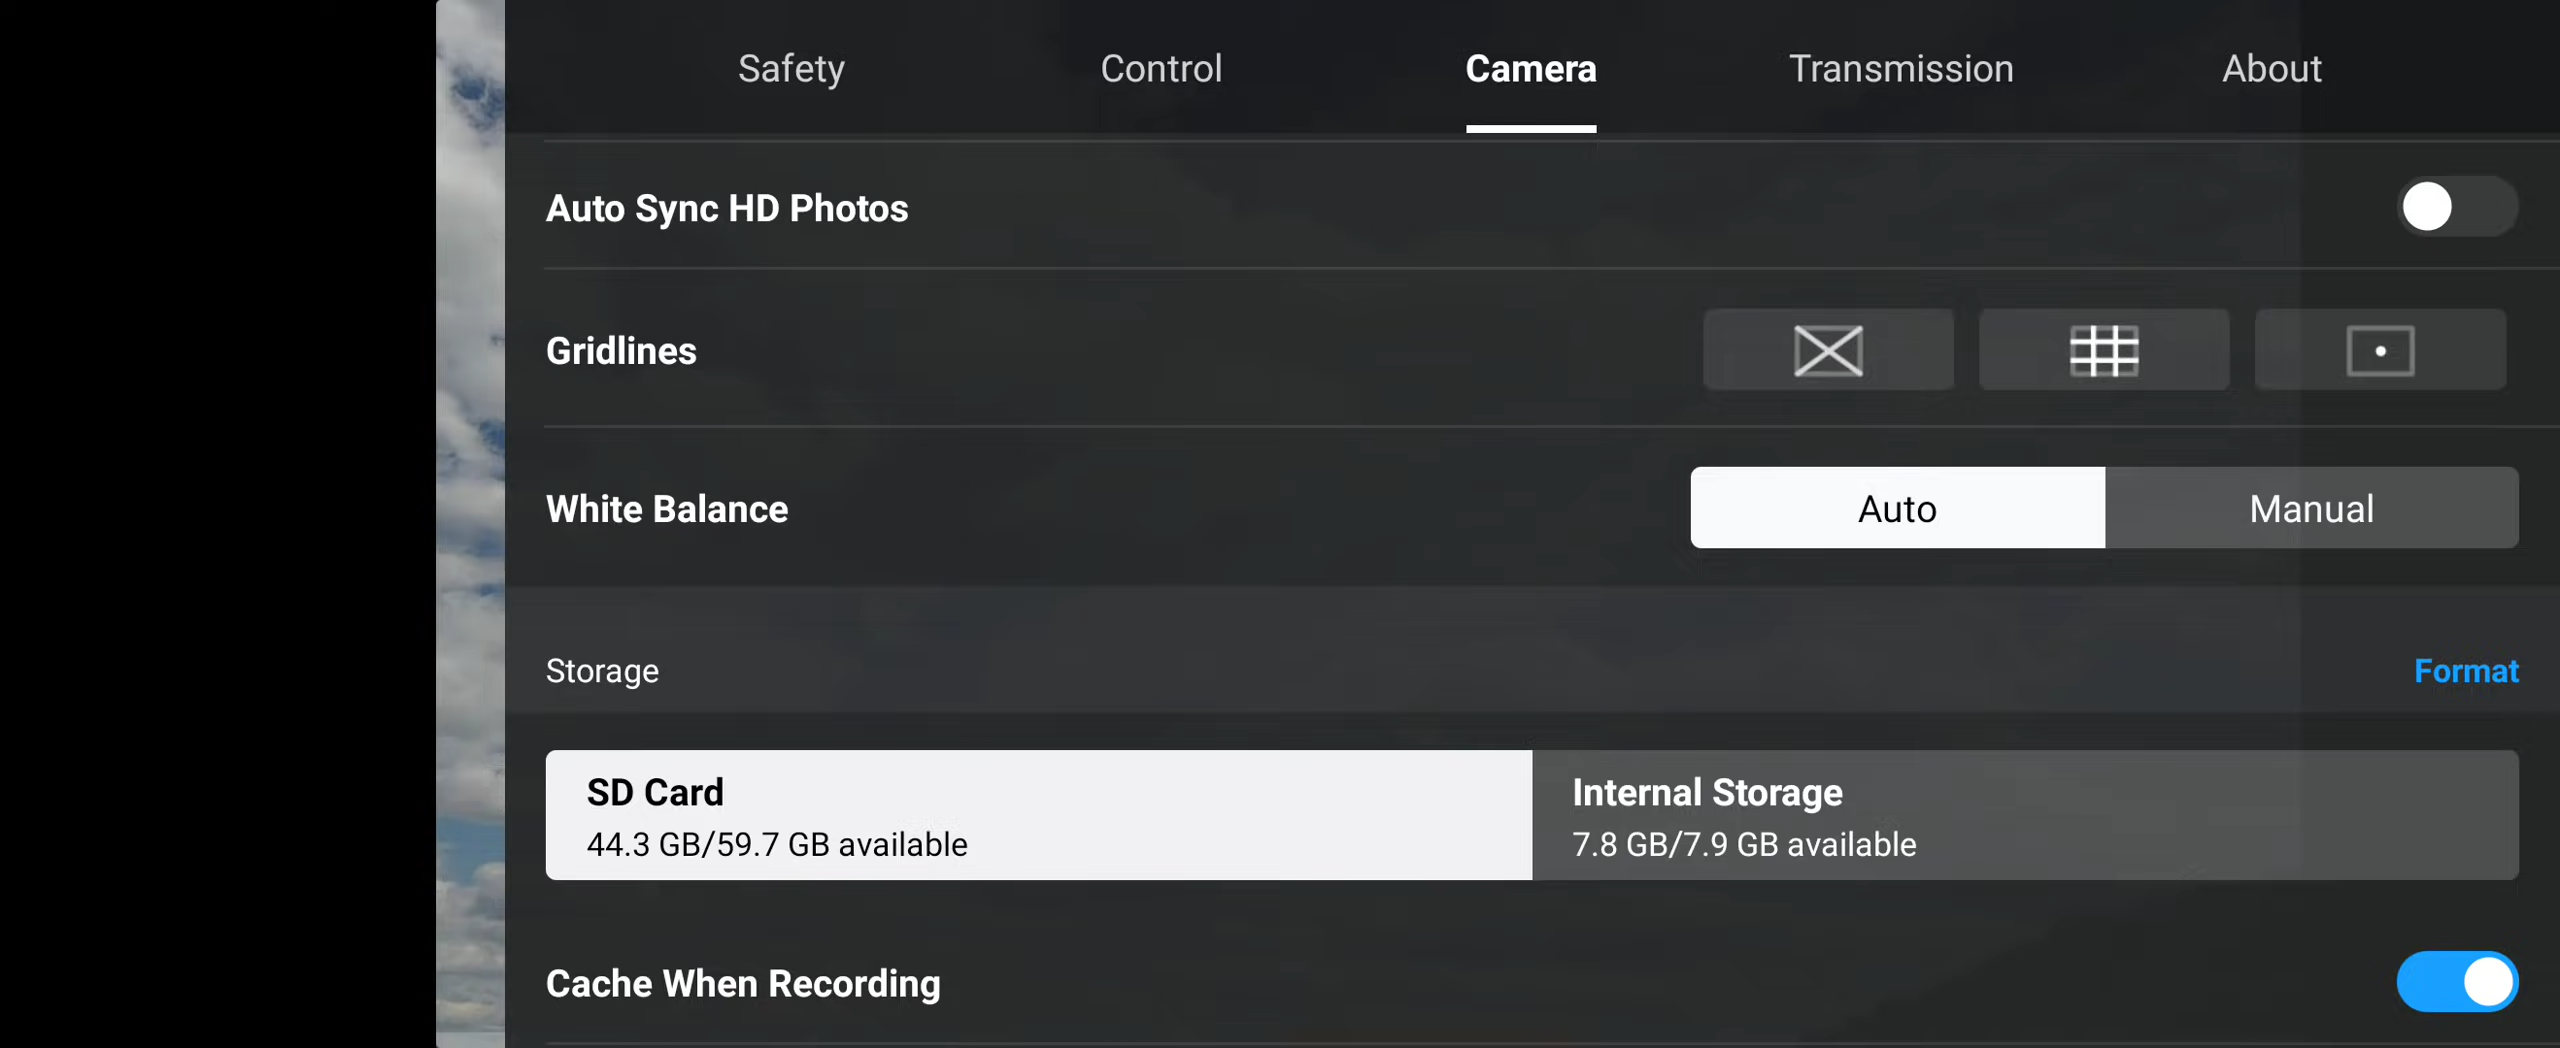 Safety Control Camera Transmission About
Auto Sync HD Photos
Gridlines
White Balance Auto Manual
Storage Format
SD Card Internal Storage
44.3 GB/59.7 GB available 7.8 GB/7.9 GB available
Cache When Recording